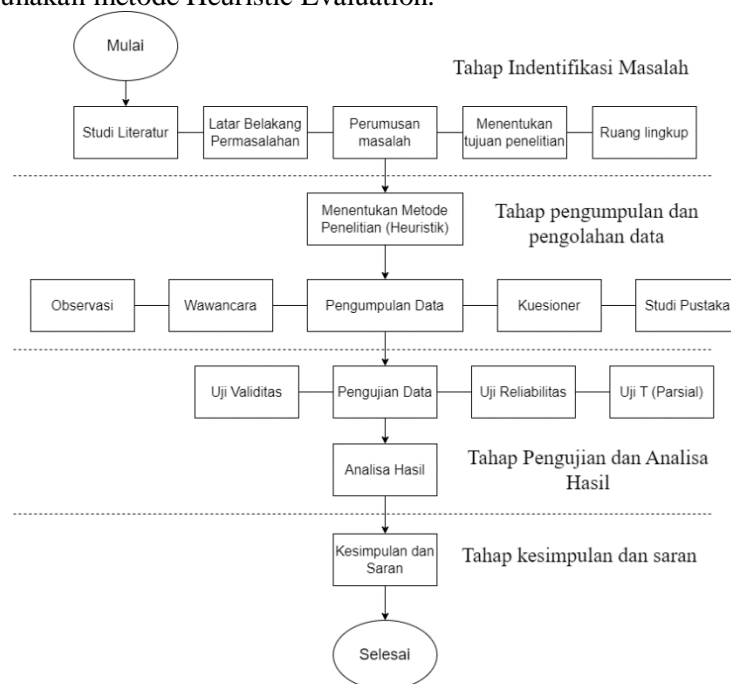 unakan metode Heuristic Evaluation.
Mulai
Tahap Indentifikasi Masalah
Studi Literatur
Latar Belakang
Permasalahan
Perumusan
masalah
Menentukan
tujuan penelitian
Ruang lingkup
Menentukan Metode
Penelitian (Heuristik)
Tahap pengumpulan dan
pengolahan data
Observasi
Wawancara
Pengumpulan Data
Kuesioner
Studi Pustaka
Uji Validitas
Pengujian Data
Uji Reliabilitas
Uji T (Parsial)
Analisa Hasil
Tahap Pengujian dan Analisa
Hasil
Kesimpulan dan
Saran
Tahap kesimpulan dan saran
Selesai